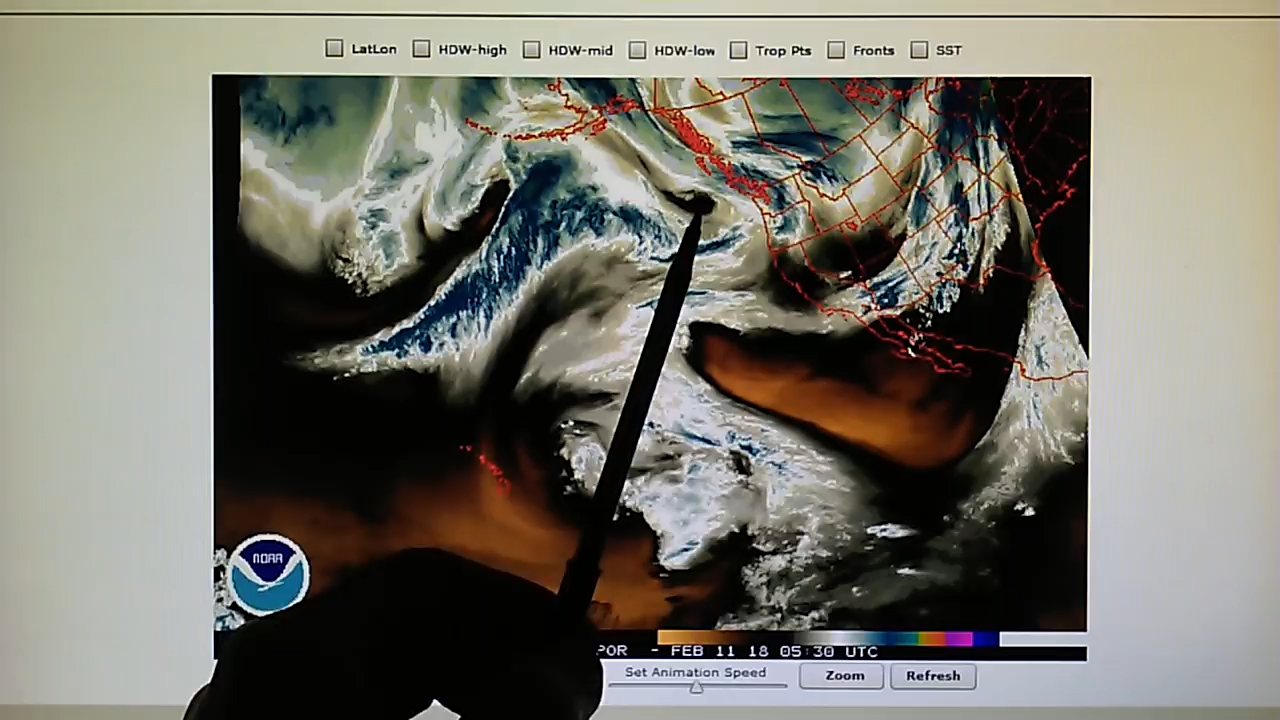 LatLon HDW-high HDW-mid HDW-low Trop Pts Fronts SST
NOAA
POR - FEB 11 18 05:30 UTC
Set Animation Speed Zoom Refresh